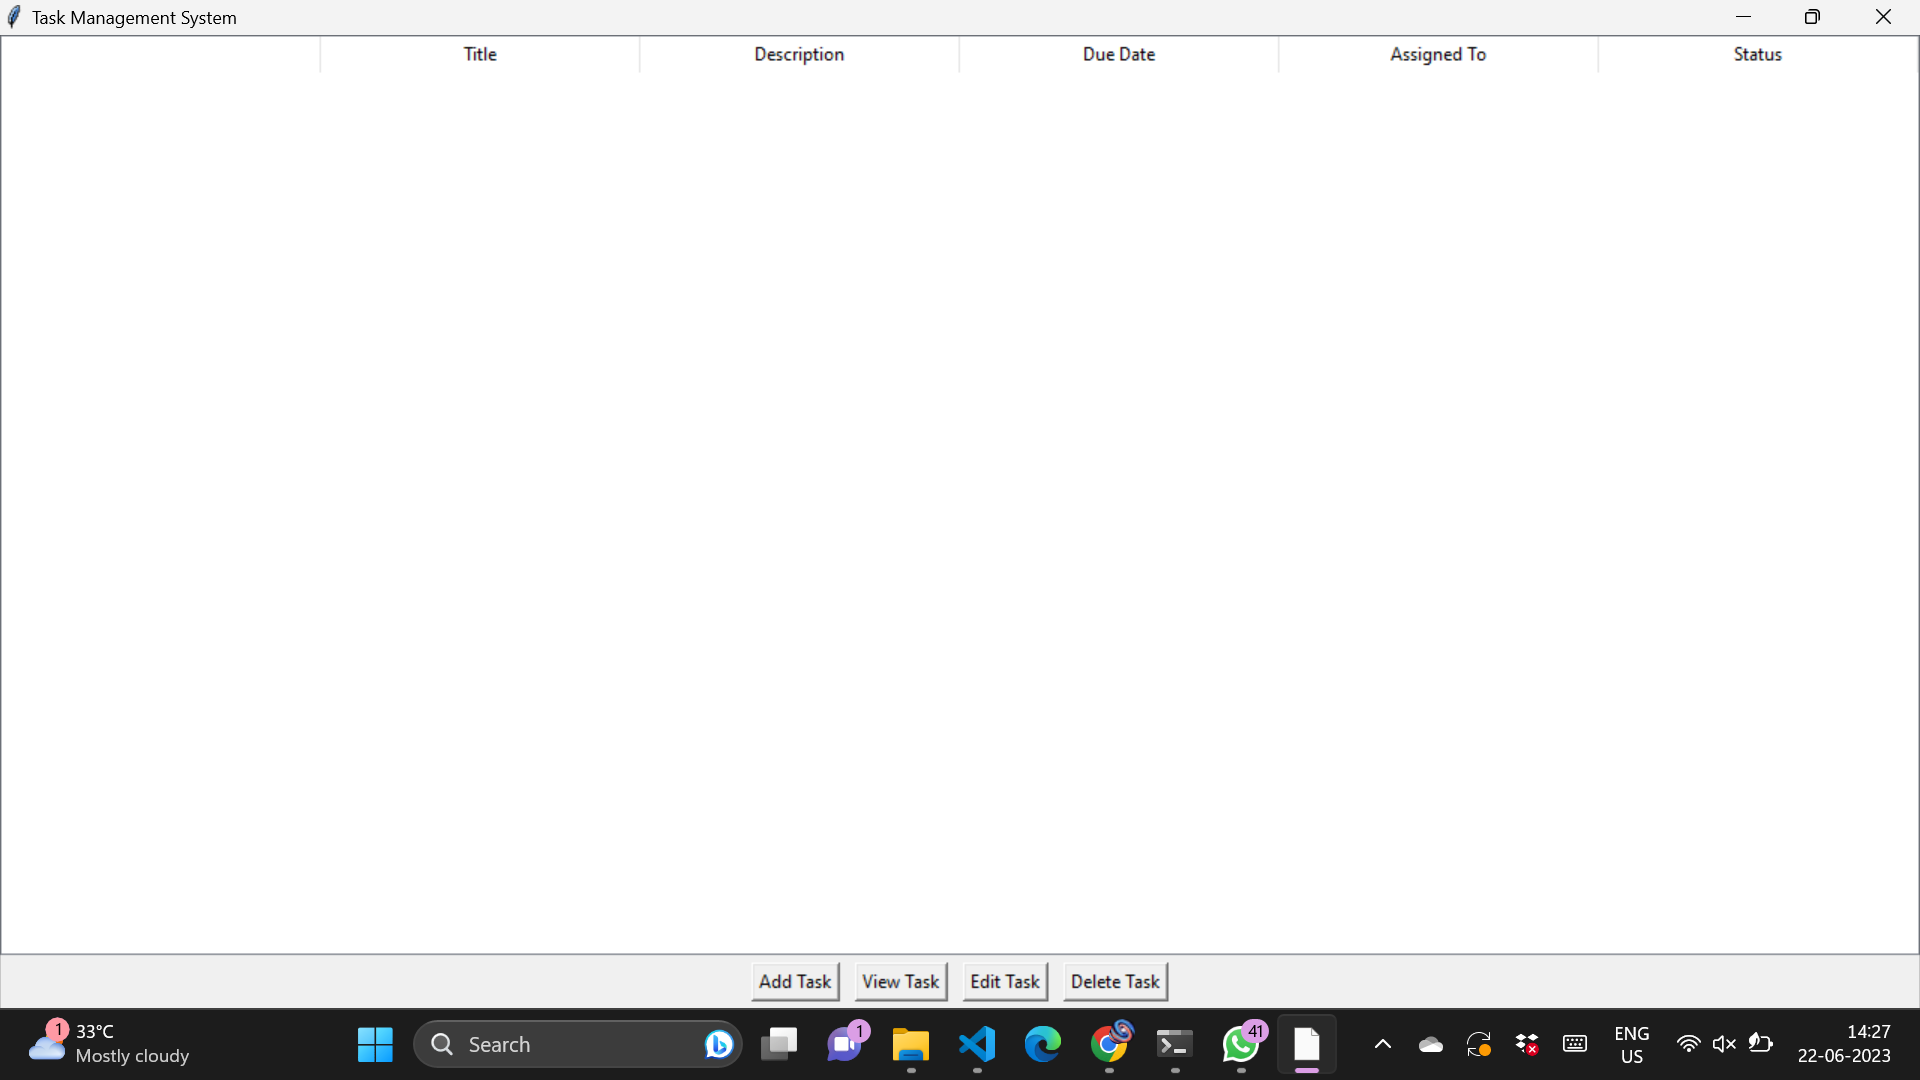 Task Management System
Title Description Due Date Assigned To Status
Add Task View Task Edit Task Delete Task
1 33°C
Mostly cloudy
Search
1
41
ENG
US
14:27
22-06-2023